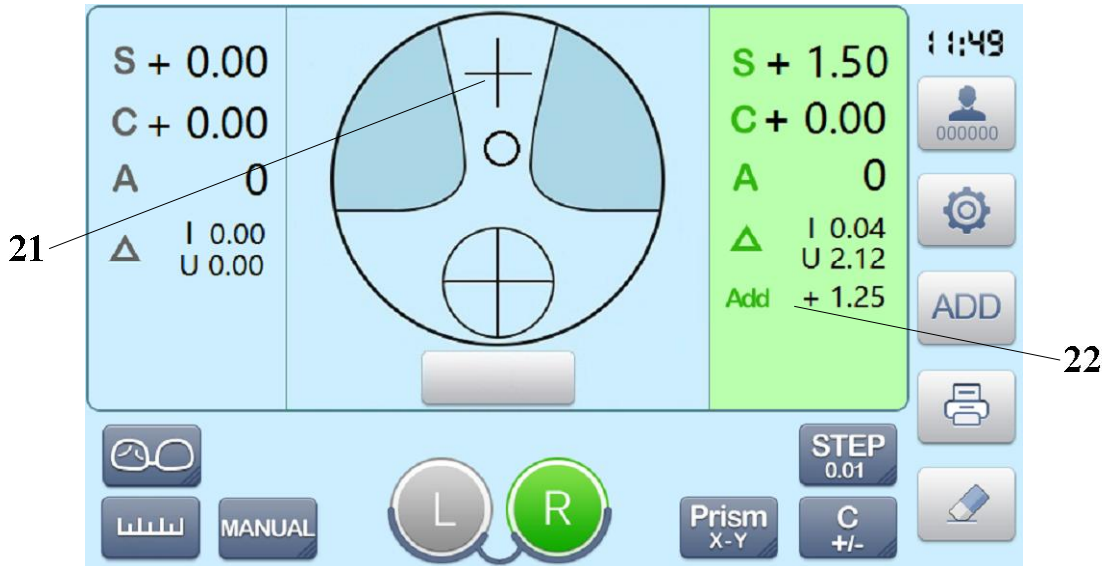 S + 0.00
C + 0.00
A 0
△ I 0.00
U 0.00
21
S + 1.50
C + 0.00
A 0
△ I 0.04
U 2.12
Add + 1.25
22
11:49
000000
ADD
MANUAL
L
R
STEP
0.01
Prism
X-Y
C
+/-